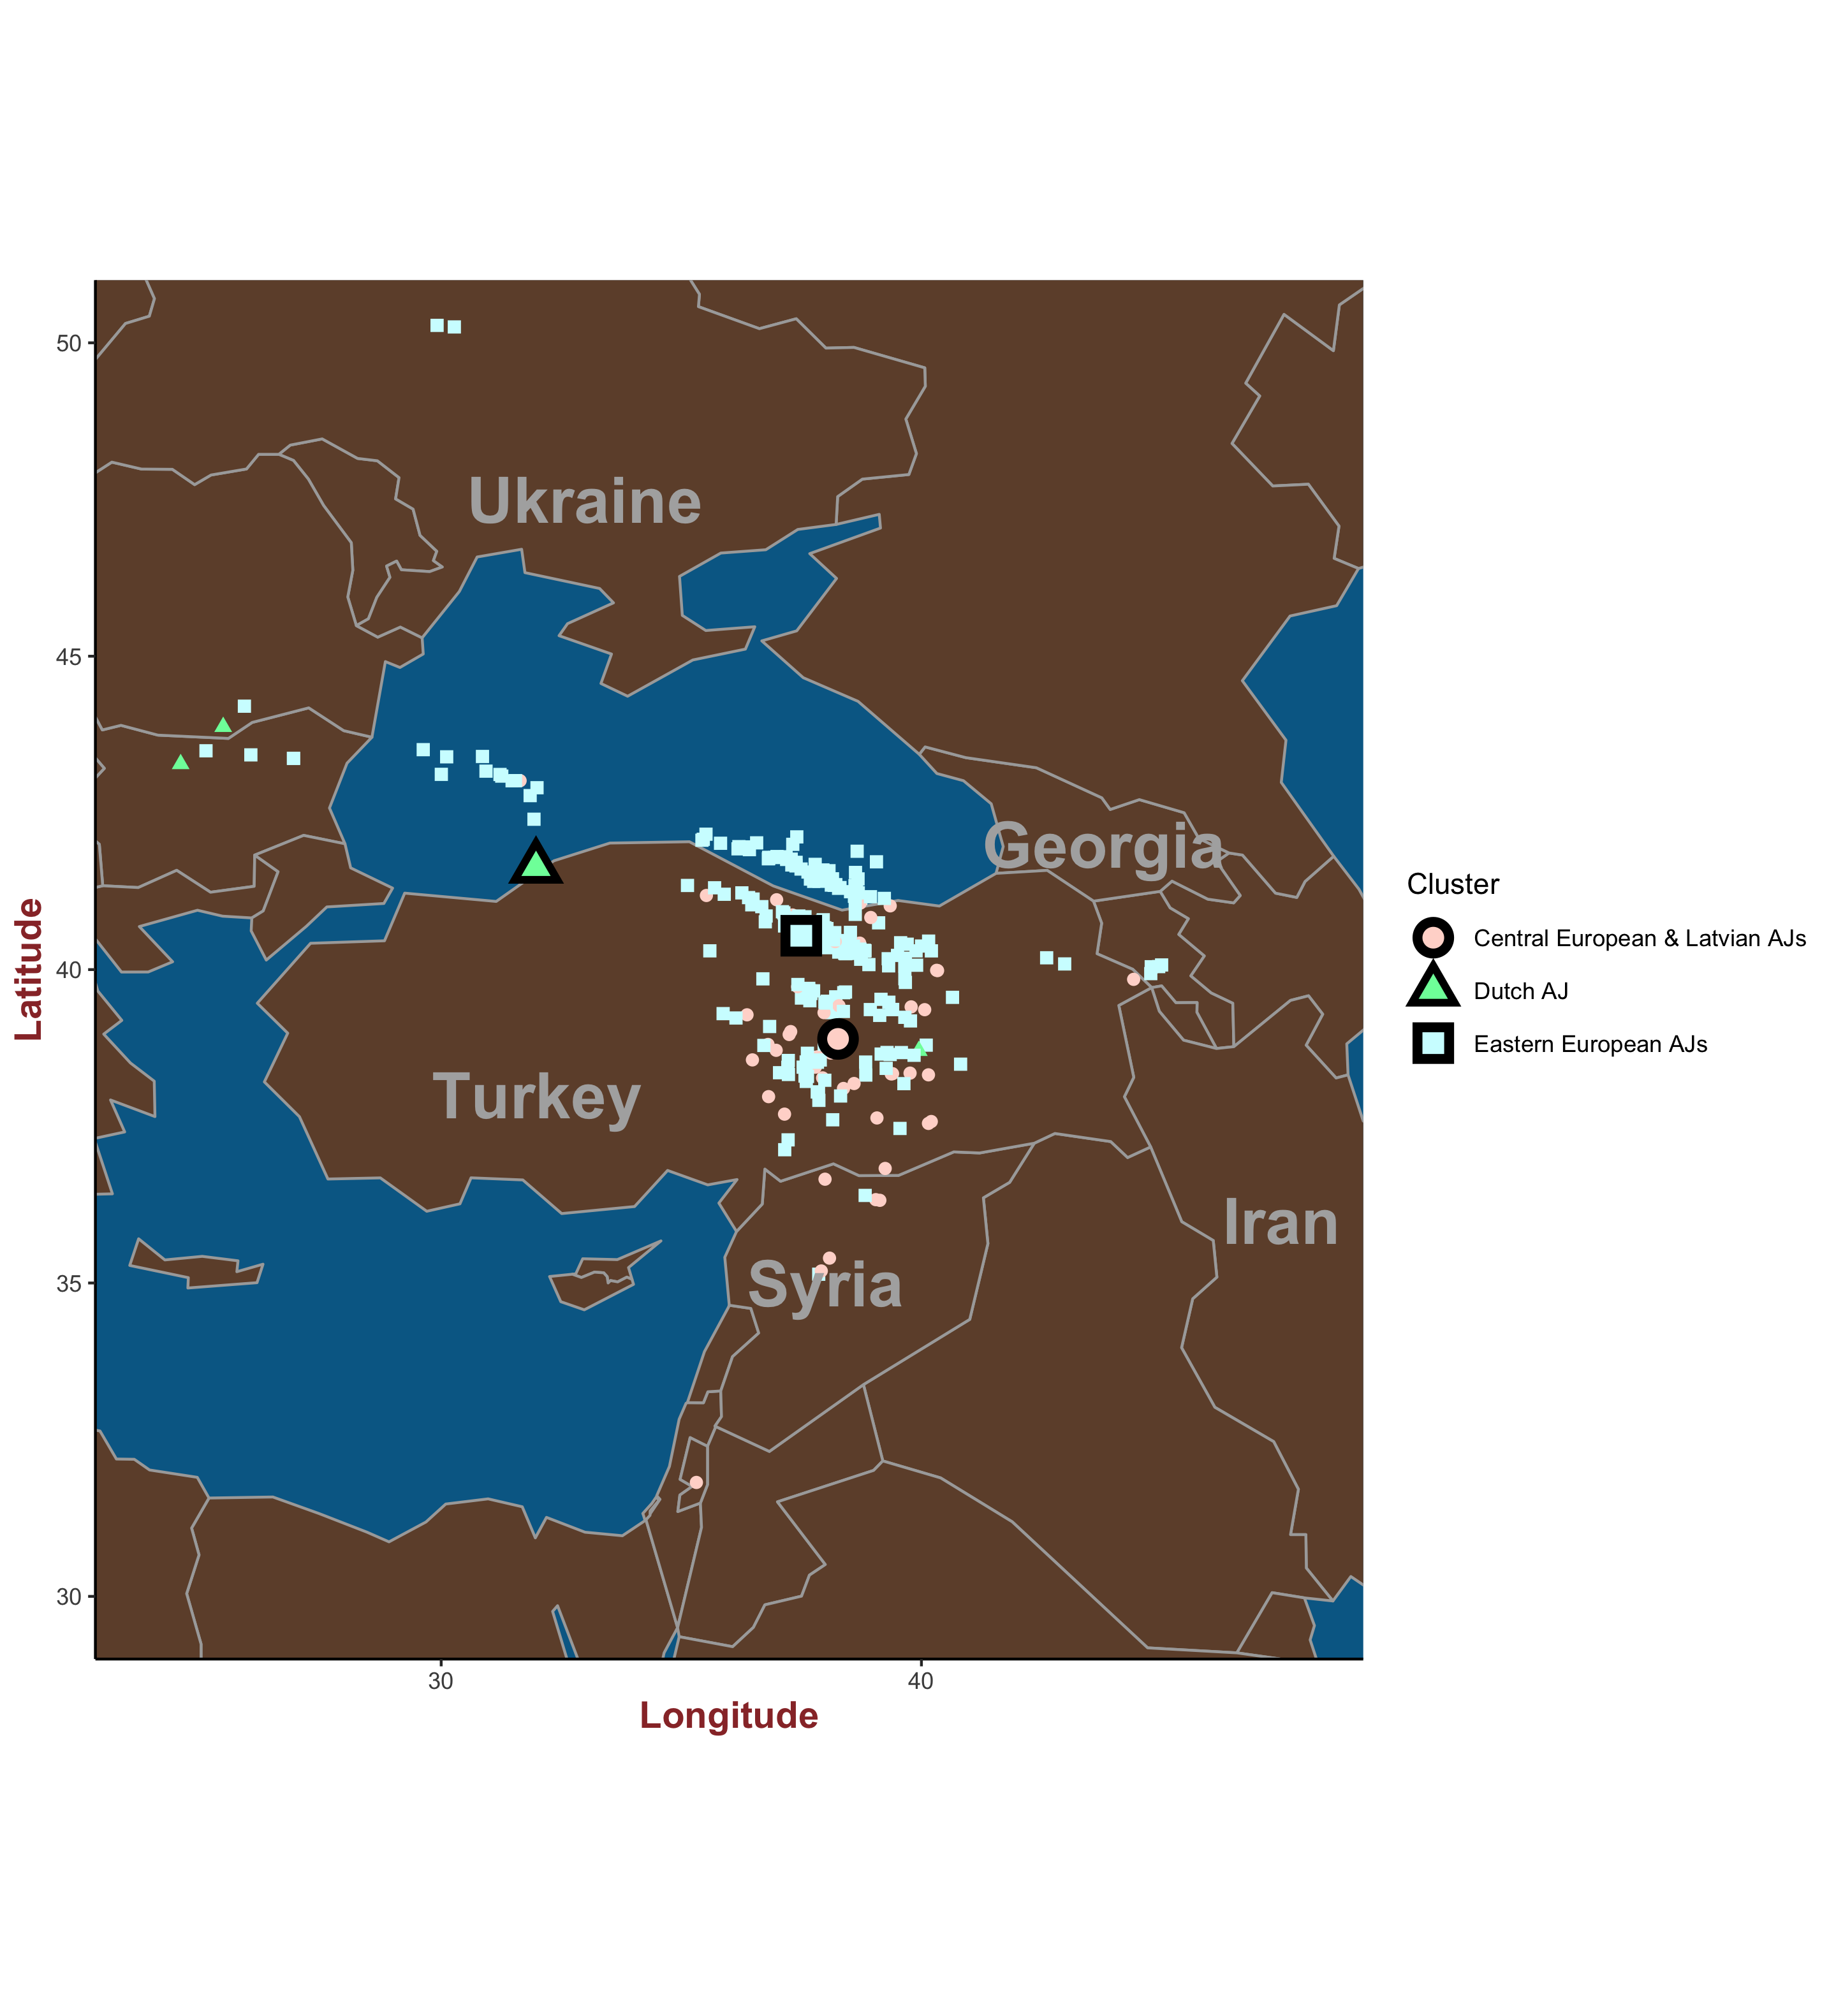 50
45
40
35
30
Latitude
Ukraine
Georgia
Turkey
Iran
Syria
30
40
Longitude
Cluster
Central European & Latvian AJs
Dutch AJ
Eastern European AJs